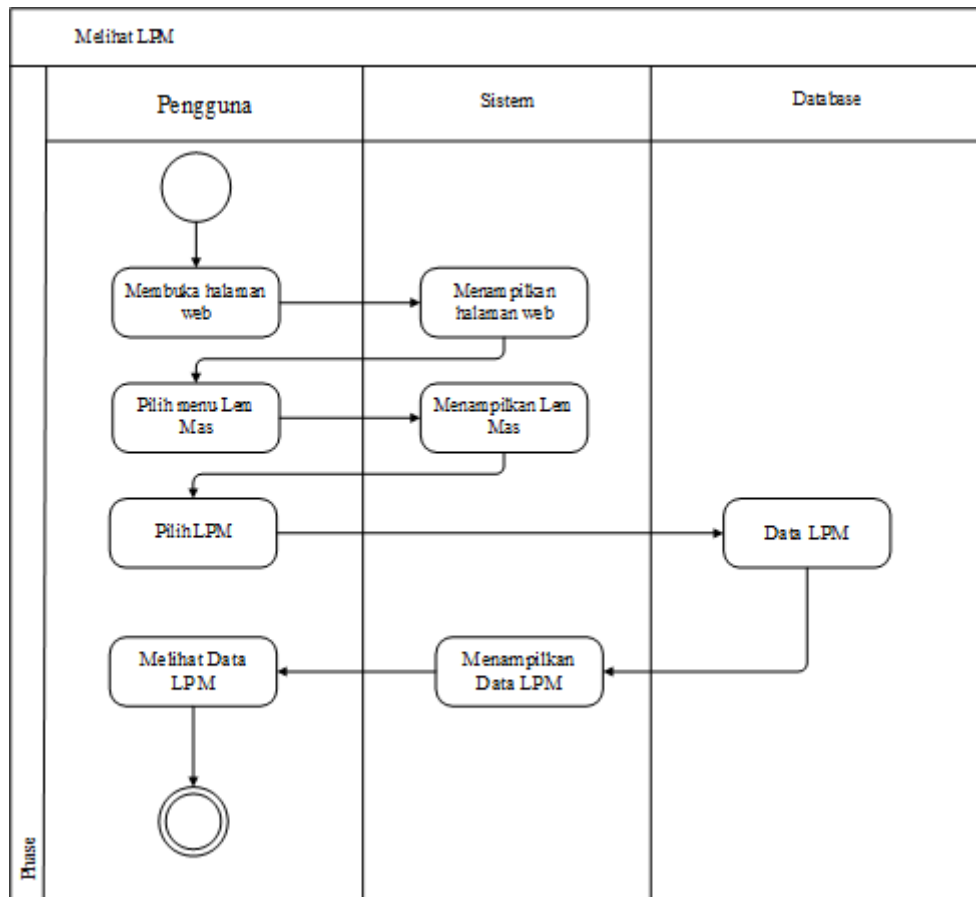 Melihat LPM
Pengguna
Sistem
Database
Membuka halaman
web
Menampilkan
halaman web
Pilih menu Lem
Mas
Menampilkan Lem
Mas
Pilih LPM
Data LPM
Melihat Data
LPM
Menampilkan
Data LPM
Phase